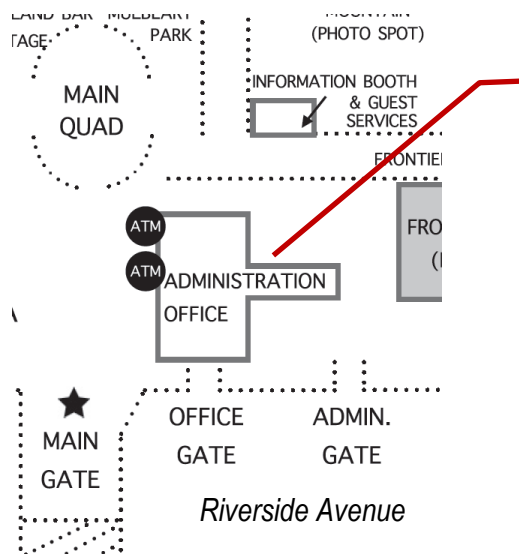 MAIN
QUAD
PARK
(PHOTO SPOT)
INFORMATION BOOTH
& GUEST
SERVICES
ATM
ATM
ADMINISTRATION
OFFICE
MAIN
GATE
OFFICE
GATE
ADMIN.
GATE
Riverside Avenue